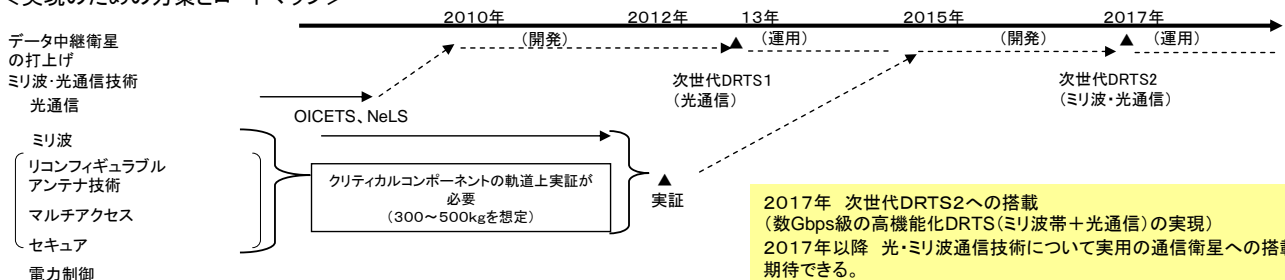 2010年 2012年 13年 2015年 2017年
データ中継衛星
の打上げ
(開発) (運用) (開発) (運用)
ミリ波・光通信技術
光通信
次世代DRTS1
(光通信)
次世代DRTS2
(ミリ波・光通信)
OICETS、NeLS
ミリ波
リコンフィギュラブル
アンテナ技術
マルチアクセス
セキュア
電力制御
クリティカルコンポーネントの軌道上実証が
必要
(300~500kgを想定)
実証
2017年 次世代DRTS2への搭載
(数Gbps級の高機能化DRTS(ミリ波帯+光通信)の実現)
2017年以降 光・ミリ波通信技術について実用の通信衛星への搭
期待できる。